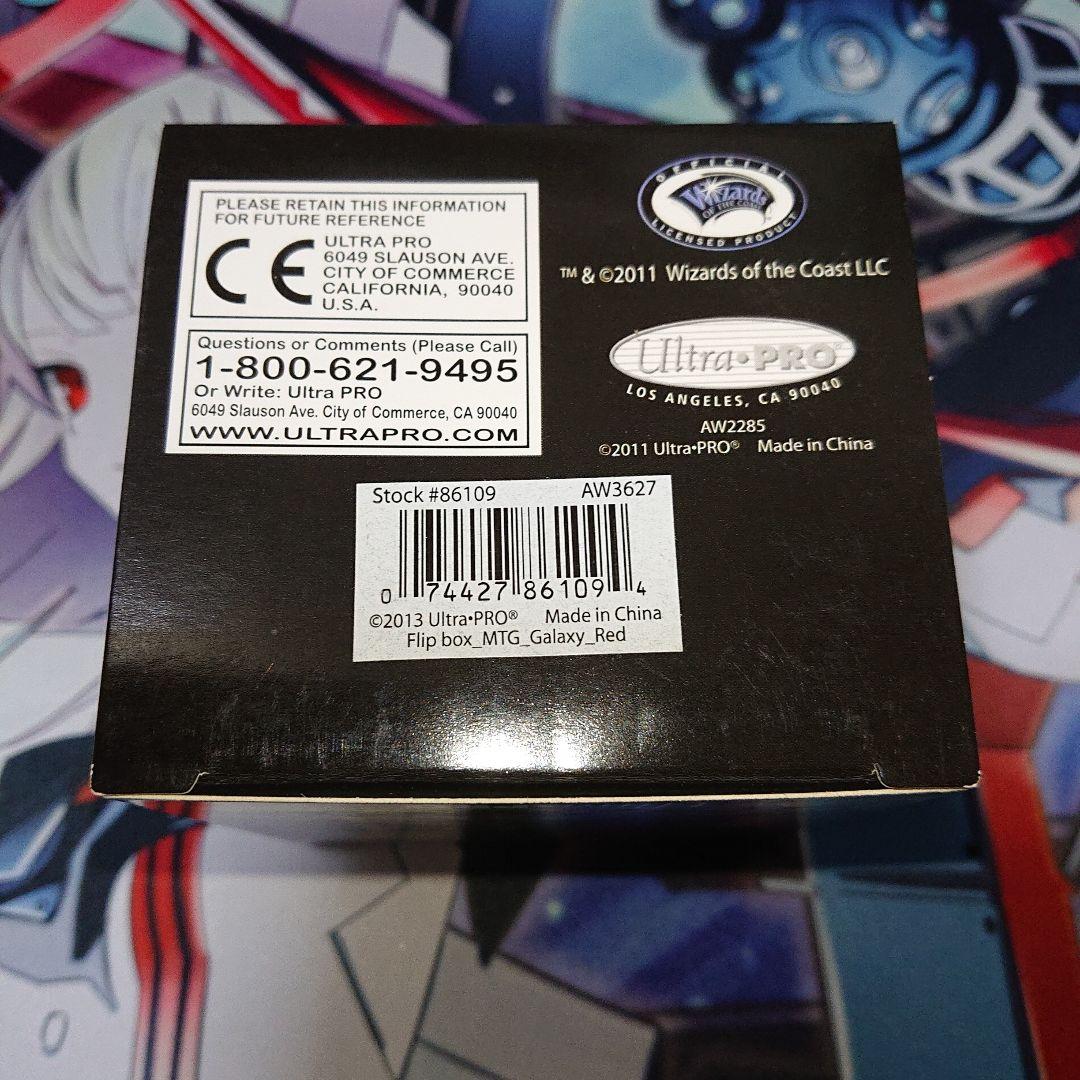 PLEASE RETAIN THIS INFORMATION
FOR FUTURE REFERENCE
CE
ULTRA PRO
6049 SLAUSON AVE.
CITY OF COMMERCE
CALIFORNIA, 90040
U.S.A.
Questions or Comments (Please Call)
1-800-621-9495
Or Write: Ultra PRO
6049 Slauson Ave. City of Commerce, CA 90040
WWW.ULTRAPRO.COM
OFFICIAL
Wizards
OF THE COAST
LICENSED PRODUCT
™ & ©2011 Wizards of the Coast LLC
Ultra•PRO®
LOS ANGELES, CA 90040
AW2285
©2011 Ultra•PRO® Made in China
Stock #86109 AW3627
0 74427 86109 4
©2013 Ultra•PRO® Made in China
Flip box_MTG_Galaxy_Red